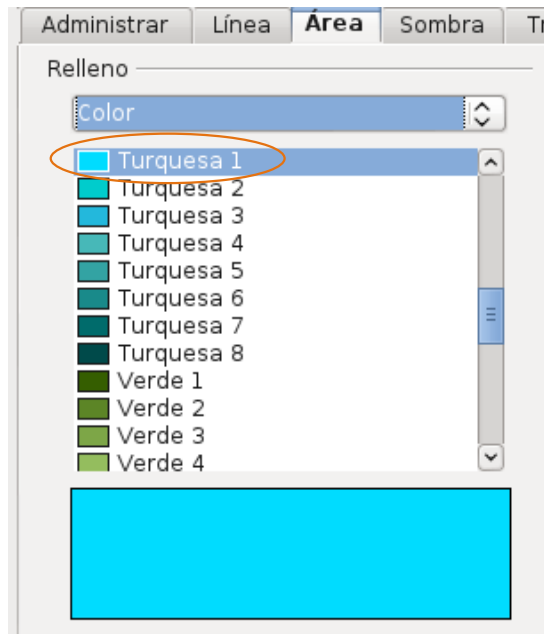 Administrar Línea Área Sombra
Relleno
Color
Turquesa 1
Turquesa 2
Turquesa 3
Turquesa 4
Turquesa 5
Turquesa 6
Turquesa 7
Turquesa 8
Verde 1
Verde 2
Verde 3
Verde 4